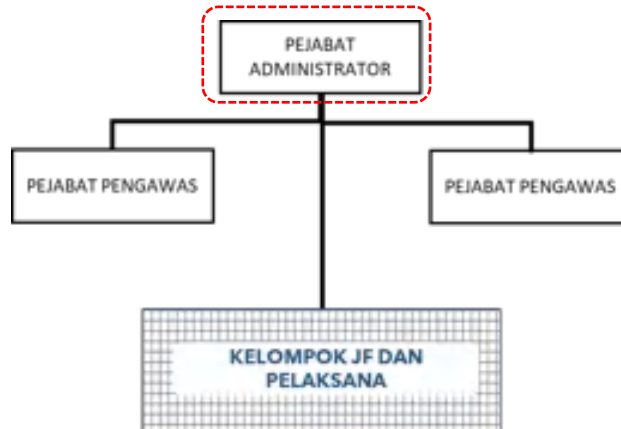 PEJABAT
ADMINISTRATOR
PEJABAT PENGAWAS
PEJABAT PENGAWAS
KELOMPOK JF DAN
PELAKSANA